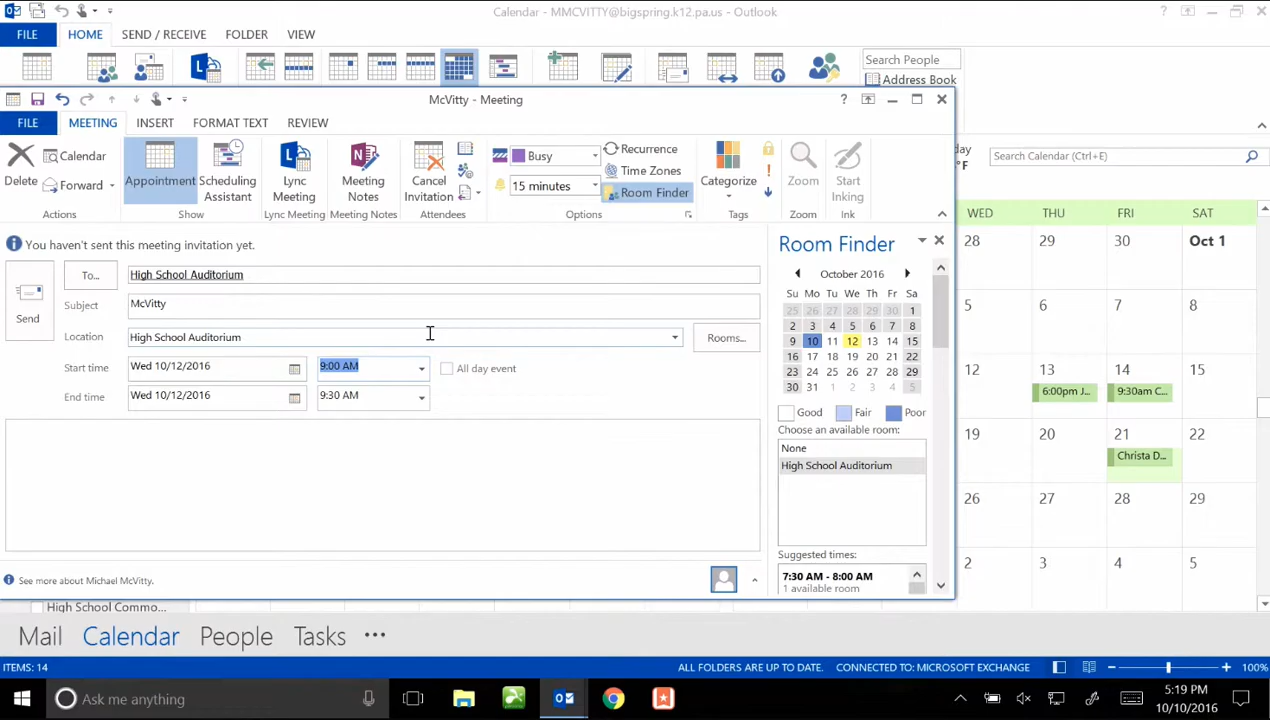 Calendar - MMCVITTY@bigspring.k12.pa.us - Outlook
?
FILE HOME SEND / RECEIVE FOLDER VIEW
Search People
Address Book
McVitty - Meeting
?
FILE MEETING INSERT FORMAT TEXT REVIEW
Delete
Calendar
Forward
Actions
Appointment
Scheduling
Assistant
Show
Lync
Meeting
Lync Meeting
Meeting
Notes
Meeting Notes
Cancel
Invitation
Attendees
Busy
15 minutes
Recurrence
Time Zones
Room Finder
Options
Categorize
Tags
Zoom
Zoom
Start
Inking
Ink
day
°F
Search Calendar (Ctrl+E)
You haven't sent this meeting invitation yet.
Send
To... High School Auditorium
Subject McVitty
Location High School Auditorium Rooms...
Start time Wed 10/12/2016 9:00 AM All day event
End time Wed 10/12/2016 9:30 AM
See more about Michael McVitty.
Room Finder
October 2016
Su Mo Tu We Th Fr Sa
25 26 27 28 29 30 1
2 3 4 5 6 7 8
9 10 11 12 13 14 15
16 17 18 19 20 21 22
23 24 25 26 27 28 29
30 31 1 2 3 4 5
Good Fair Poor
Choose an available room:
None
High School Auditorium
Suggested times:
7:30 AM - 8:00 AM
1 available room
WED THU FRI SAT
28 29 30 Oct 1
5 6 7 8
12 13 14 15
6:00pm J... 9:30am C...
19 20 21 22
Christa D...
26 27 28 29
2 3 4 5
High School Commo...
Mail Calendar People Tasks
ITEMS: 14
ALL FOLDERS ARE UP TO DATE. CONNECTED TO: MICROSOFT EXCHANGE
100%
Ask me anything
5:19 PM
10/10/2016